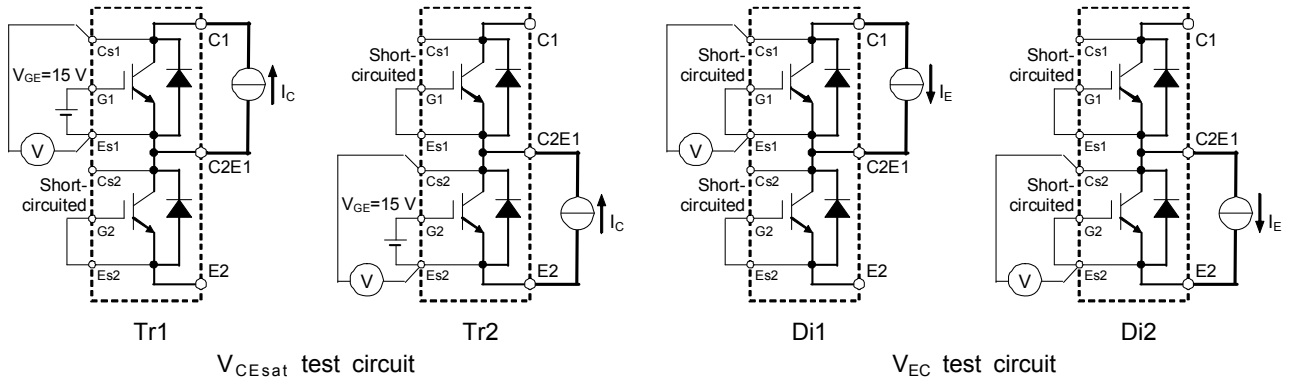 C1
Cs1
VGE=15 V
G1
IC
Es1
V
C2E1
Cs2
Short-
circuited
G2
Es2
E2
Tr1
C1
Cs1
Short-
circuited
G1
Es1
C2E1
Cs2
VGE=15 V
G2
IC
Es2
V
E2
Tr2
VCEsat test circuit
C1
Cs1
Short-
circuited
G1
IE
Es1
V
C2E1
Cs2
Short-
circuited
G2
Es2
E2
Di1
C1
Cs1
Short-
circuited
G1
Es1
C2E1
Cs2
Short-
circuited
G2
IE
Es2
V
E2
Di2
VEC test circuit